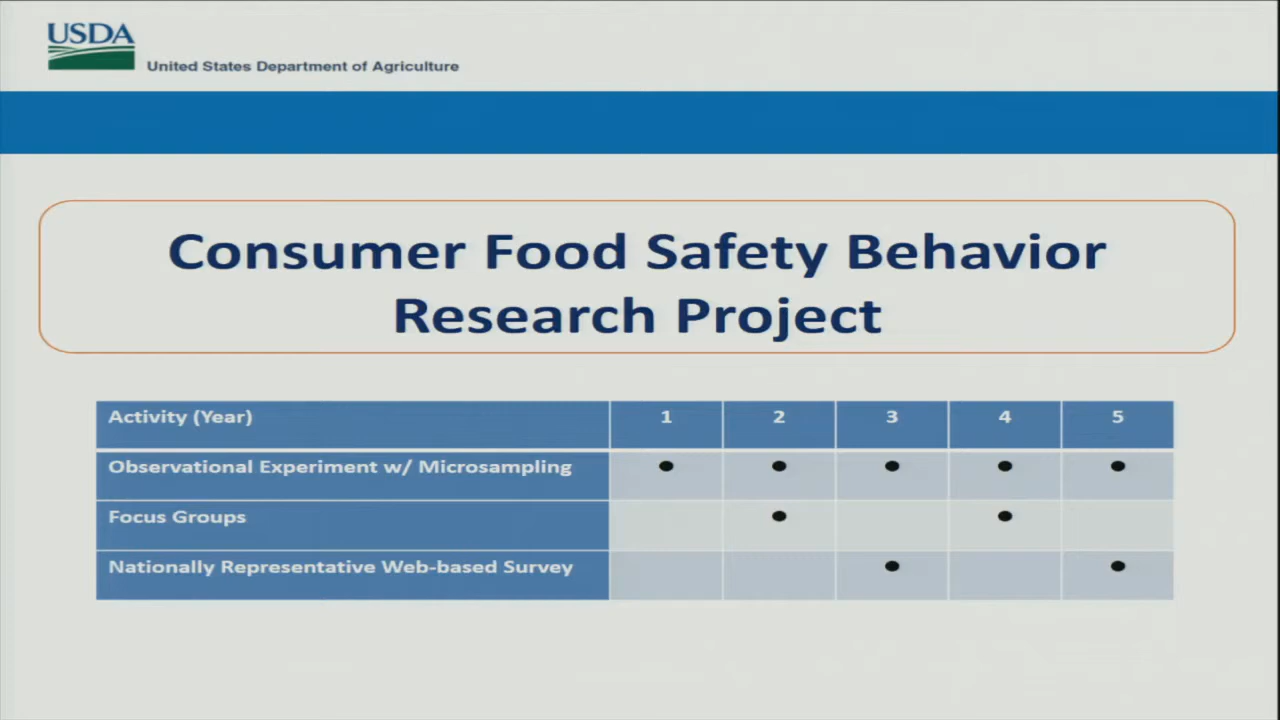 USDA
United States Department of Agriculture
Consumer Food Safety Behavior
Research Project
Activity (Year) 1 2 3 4 5
Observational Experiment w/ Microsampling ● ● ● ● ●
Focus Groups ● ●
Nationally Representative Web-based Survey ● ●